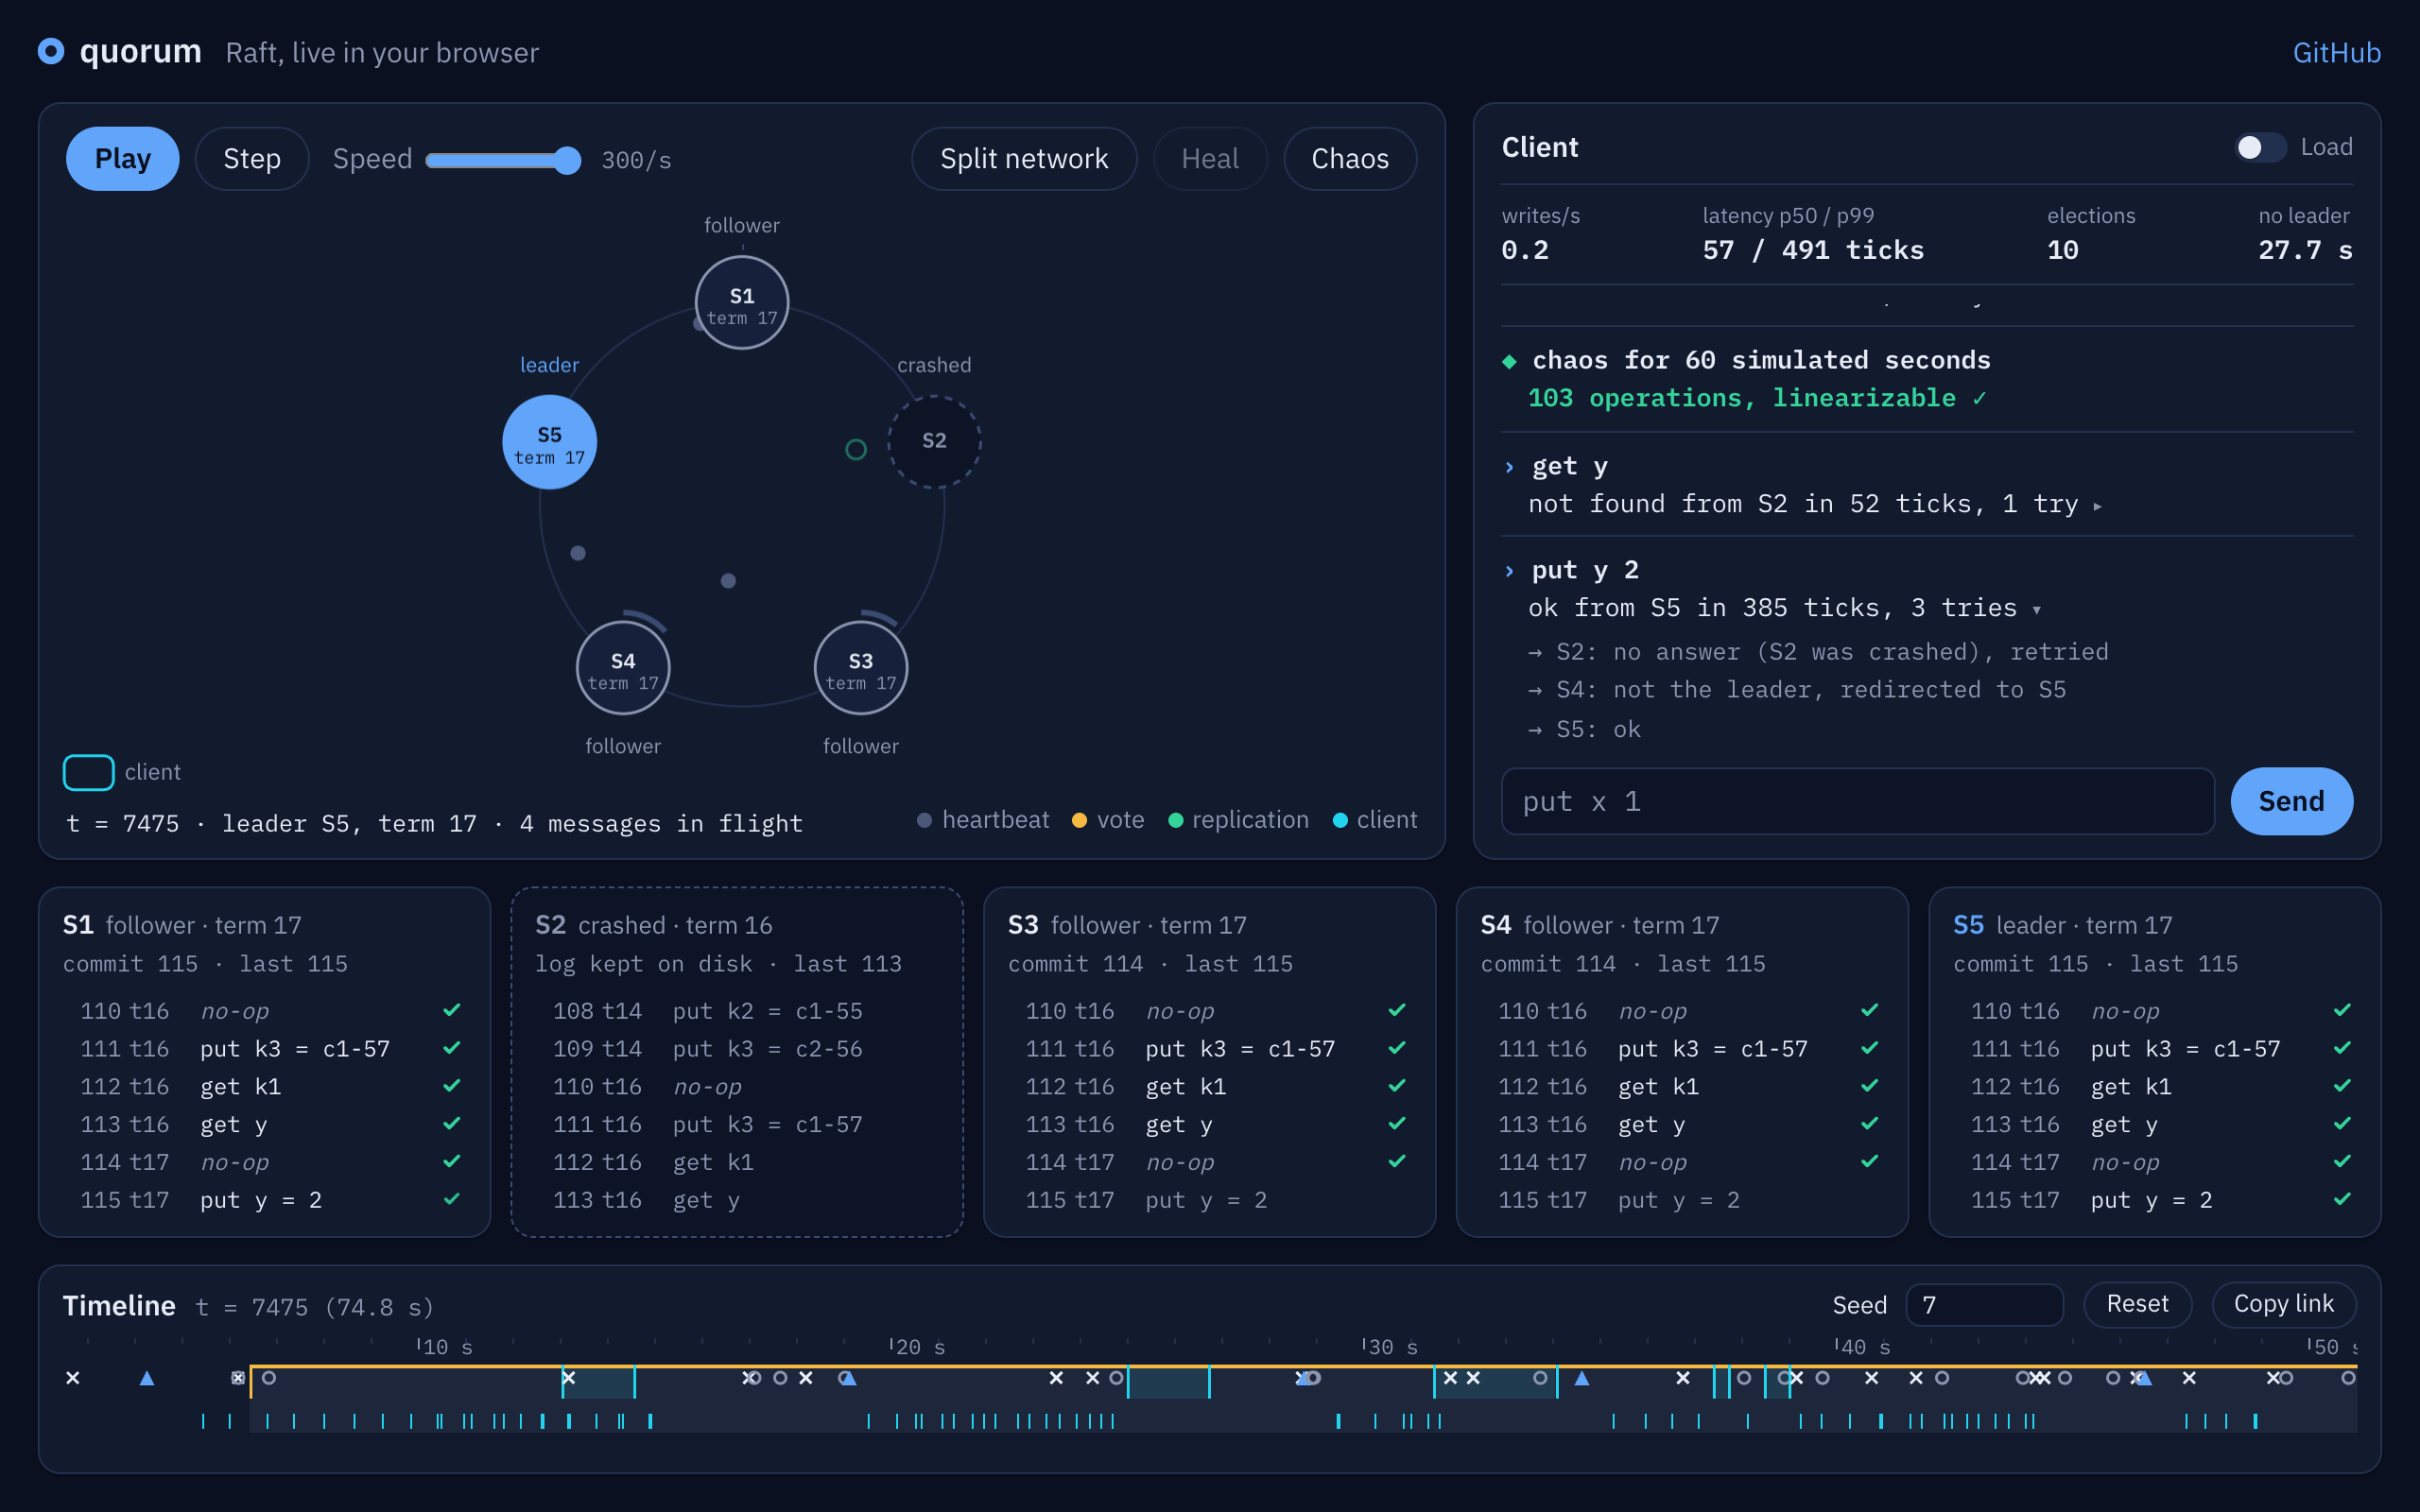 quorum Raft, live in your browser GitHub
Play Step Speed 300/s Split network Heal Chaos
follower
S1
term 17
leader
crashed
S5
term 17
S2
S4
term 17
S3
term 17
follower
follower
client
t = 7475 · leader S5, term 17 · 4 messages in flight
heartbeat vote replication client
Client Load
writes/s latency p50 / p99 elections no leader
0.2 57 / 491 ticks 10 27.7 s
◆ chaos for 60 simulated seconds
103 operations, linearizable ✓
› get y
not found from S2 in 52 ticks, 1 try ▸
› put y 2
ok from S5 in 385 ticks, 3 tries ▾
→ S2: no answer (S2 was crashed), retried
→ S4: not the leader, redirected to S5
→ S5: ok
put x 1 Send
S1 follower · term 17
commit 115 · last 115
110 t16 no-op ✓
111 t16 put k3 = c1-57 ✓
112 t16 get k1 ✓
113 t16 get y ✓
114 t17 no-op ✓
115 t17 put y = 2 ✓
S2 crashed · term 16
log kept on disk · last 113
108 t14 put k2 = c1-55
109 t14 put k3 = c2-56
110 t16 no-op
111 t16 put k3 = c1-57
112 t16 get k1
113 t16 get y
S3 follower · term 17
commit 114 · last 115
110 t16 no-op ✓
111 t16 put k3 = c1-57 ✓
112 t16 get k1 ✓
113 t16 get y ✓
114 t17 no-op ✓
115 t17 put y = 2
S4 follower · term 17
commit 114 · last 115
110 t16 no-op ✓
111 t16 put k3 = c1-57 ✓
112 t16 get k1 ✓
113 t16 get y ✓
114 t17 no-op ✓
115 t17 put y = 2
S5 leader · term 17
commit 115 · last 115
110 t16 no-op ✓
111 t16 put k3 = c1-57 ✓
112 t16 get k1 ✓
113 t16 get y ✓
114 t17 no-op ✓
115 t17 put y = 2 ✓
Timeline t = 7475 (74.8 s) Seed 7 Reset Copy link
10 s 20 s 30 s 40 s 50 s